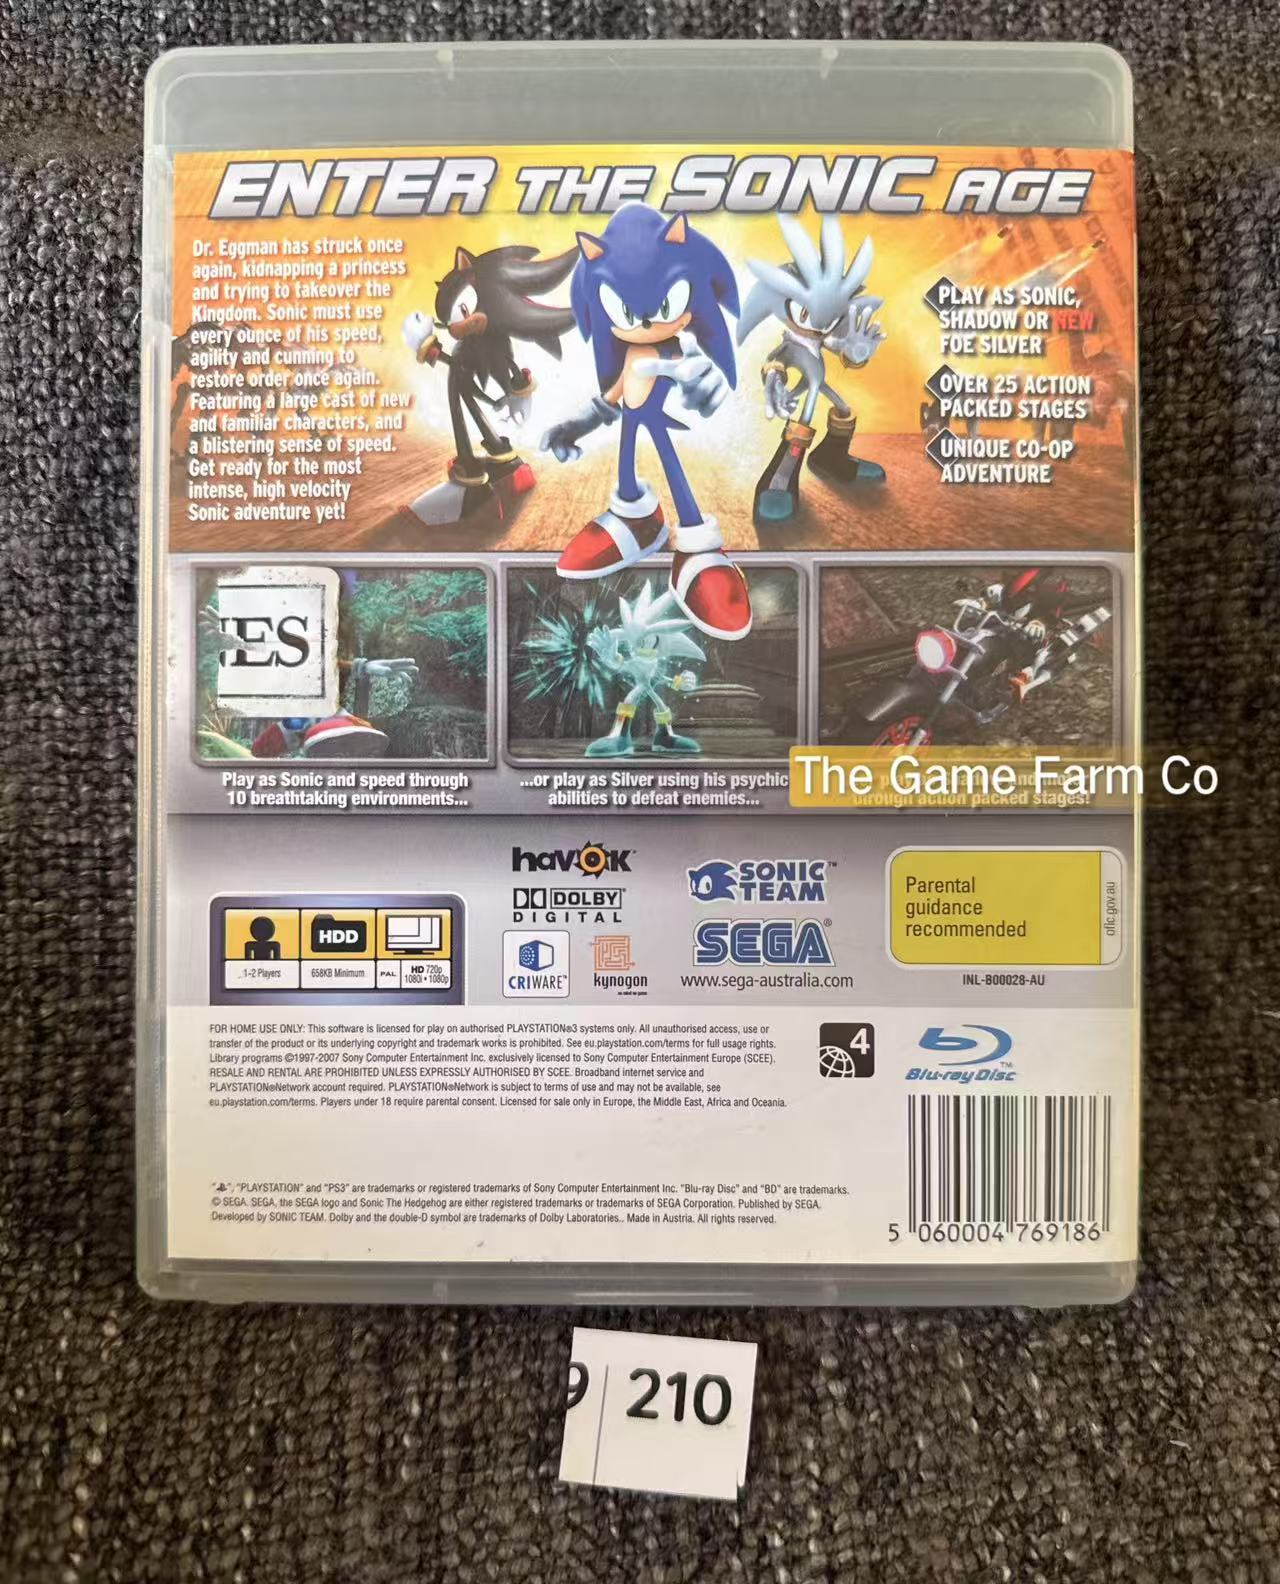 ENTER THE SONIC AGE
Dr. Eggman has struck once
again, kidnapping a princess
and trying to takeover the
Kingdom. Sonic must use
every ounce of his speed,
agility and cunning to
restore order once again.
Featuring a large cast of new
and familiar characters, and
a blistering sense of speed.
Get ready for the most
intense, high velocity
Sonic adventure yet!
PLAY AS SONIC,
SHADOW OR NEW
FOE SILVER
OVER 25 ACTION
PACKED STAGES
UNIQUE CO-OP
ADVENTURE
ES
Play as Sonic and speed through
10 breathtaking environments...
...or play as Silver using his psychic
abilities to defeat enemies...
through action packed stages!
The Game Farm Co
havok
DOLBY
DIGITAL
CRIWARE™
kynogon
SONIC™
TEAM
SEGA®
www.sega-australia.com
Parental
guidance
recommended
oflc.gov.au
INL-B00028-AU
1-2 Players
HDD
658KB Minimum
PAL
HD 720p
1080i • 1080p
FOR HOME USE ONLY: This software is licensed for play on authorised PLAYSTATION®3 systems only. All unauthorised access, use or
transfer of the product or its underlying copyright and trademark works is prohibited. See eu.playstation.com/terms for full usage rights.
Library programs ©1997-2007 Sony Computer Entertainment Inc. exclusively licensed to Sony Computer Entertainment Europe (SCEE).
RESALE AND RENTAL ARE PROHIBITED UNLESS EXPRESSLY AUTHORISED BY SCEE. Broadband internet service and
PLAYSTATION®Network account required. PLAYSTATION®Network is subject to terms of use and may not be available, see
eu.playstation.com/terms. Players under 18 require parental consent. Licensed for sale only in Europe, the Middle East, Africa and Oceania.
4
Blu-ray Disc™
"PLAYSTATION" and "PS3" are trademarks or registered trademarks of Sony Computer Entertainment Inc. "Blu-ray Disc" and "BD" are trademarks.
© SEGA. SEGA, the SEGA logo and Sonic The Hedgehog are either registered trademarks or trademarks of SEGA Corporation. Published by SEGA.
Developed by SONIC TEAM. Dolby and the double-D symbol are trademarks of Dolby Laboratories.. Made in Austria. All rights reserved.
5 060004 769186
9 210